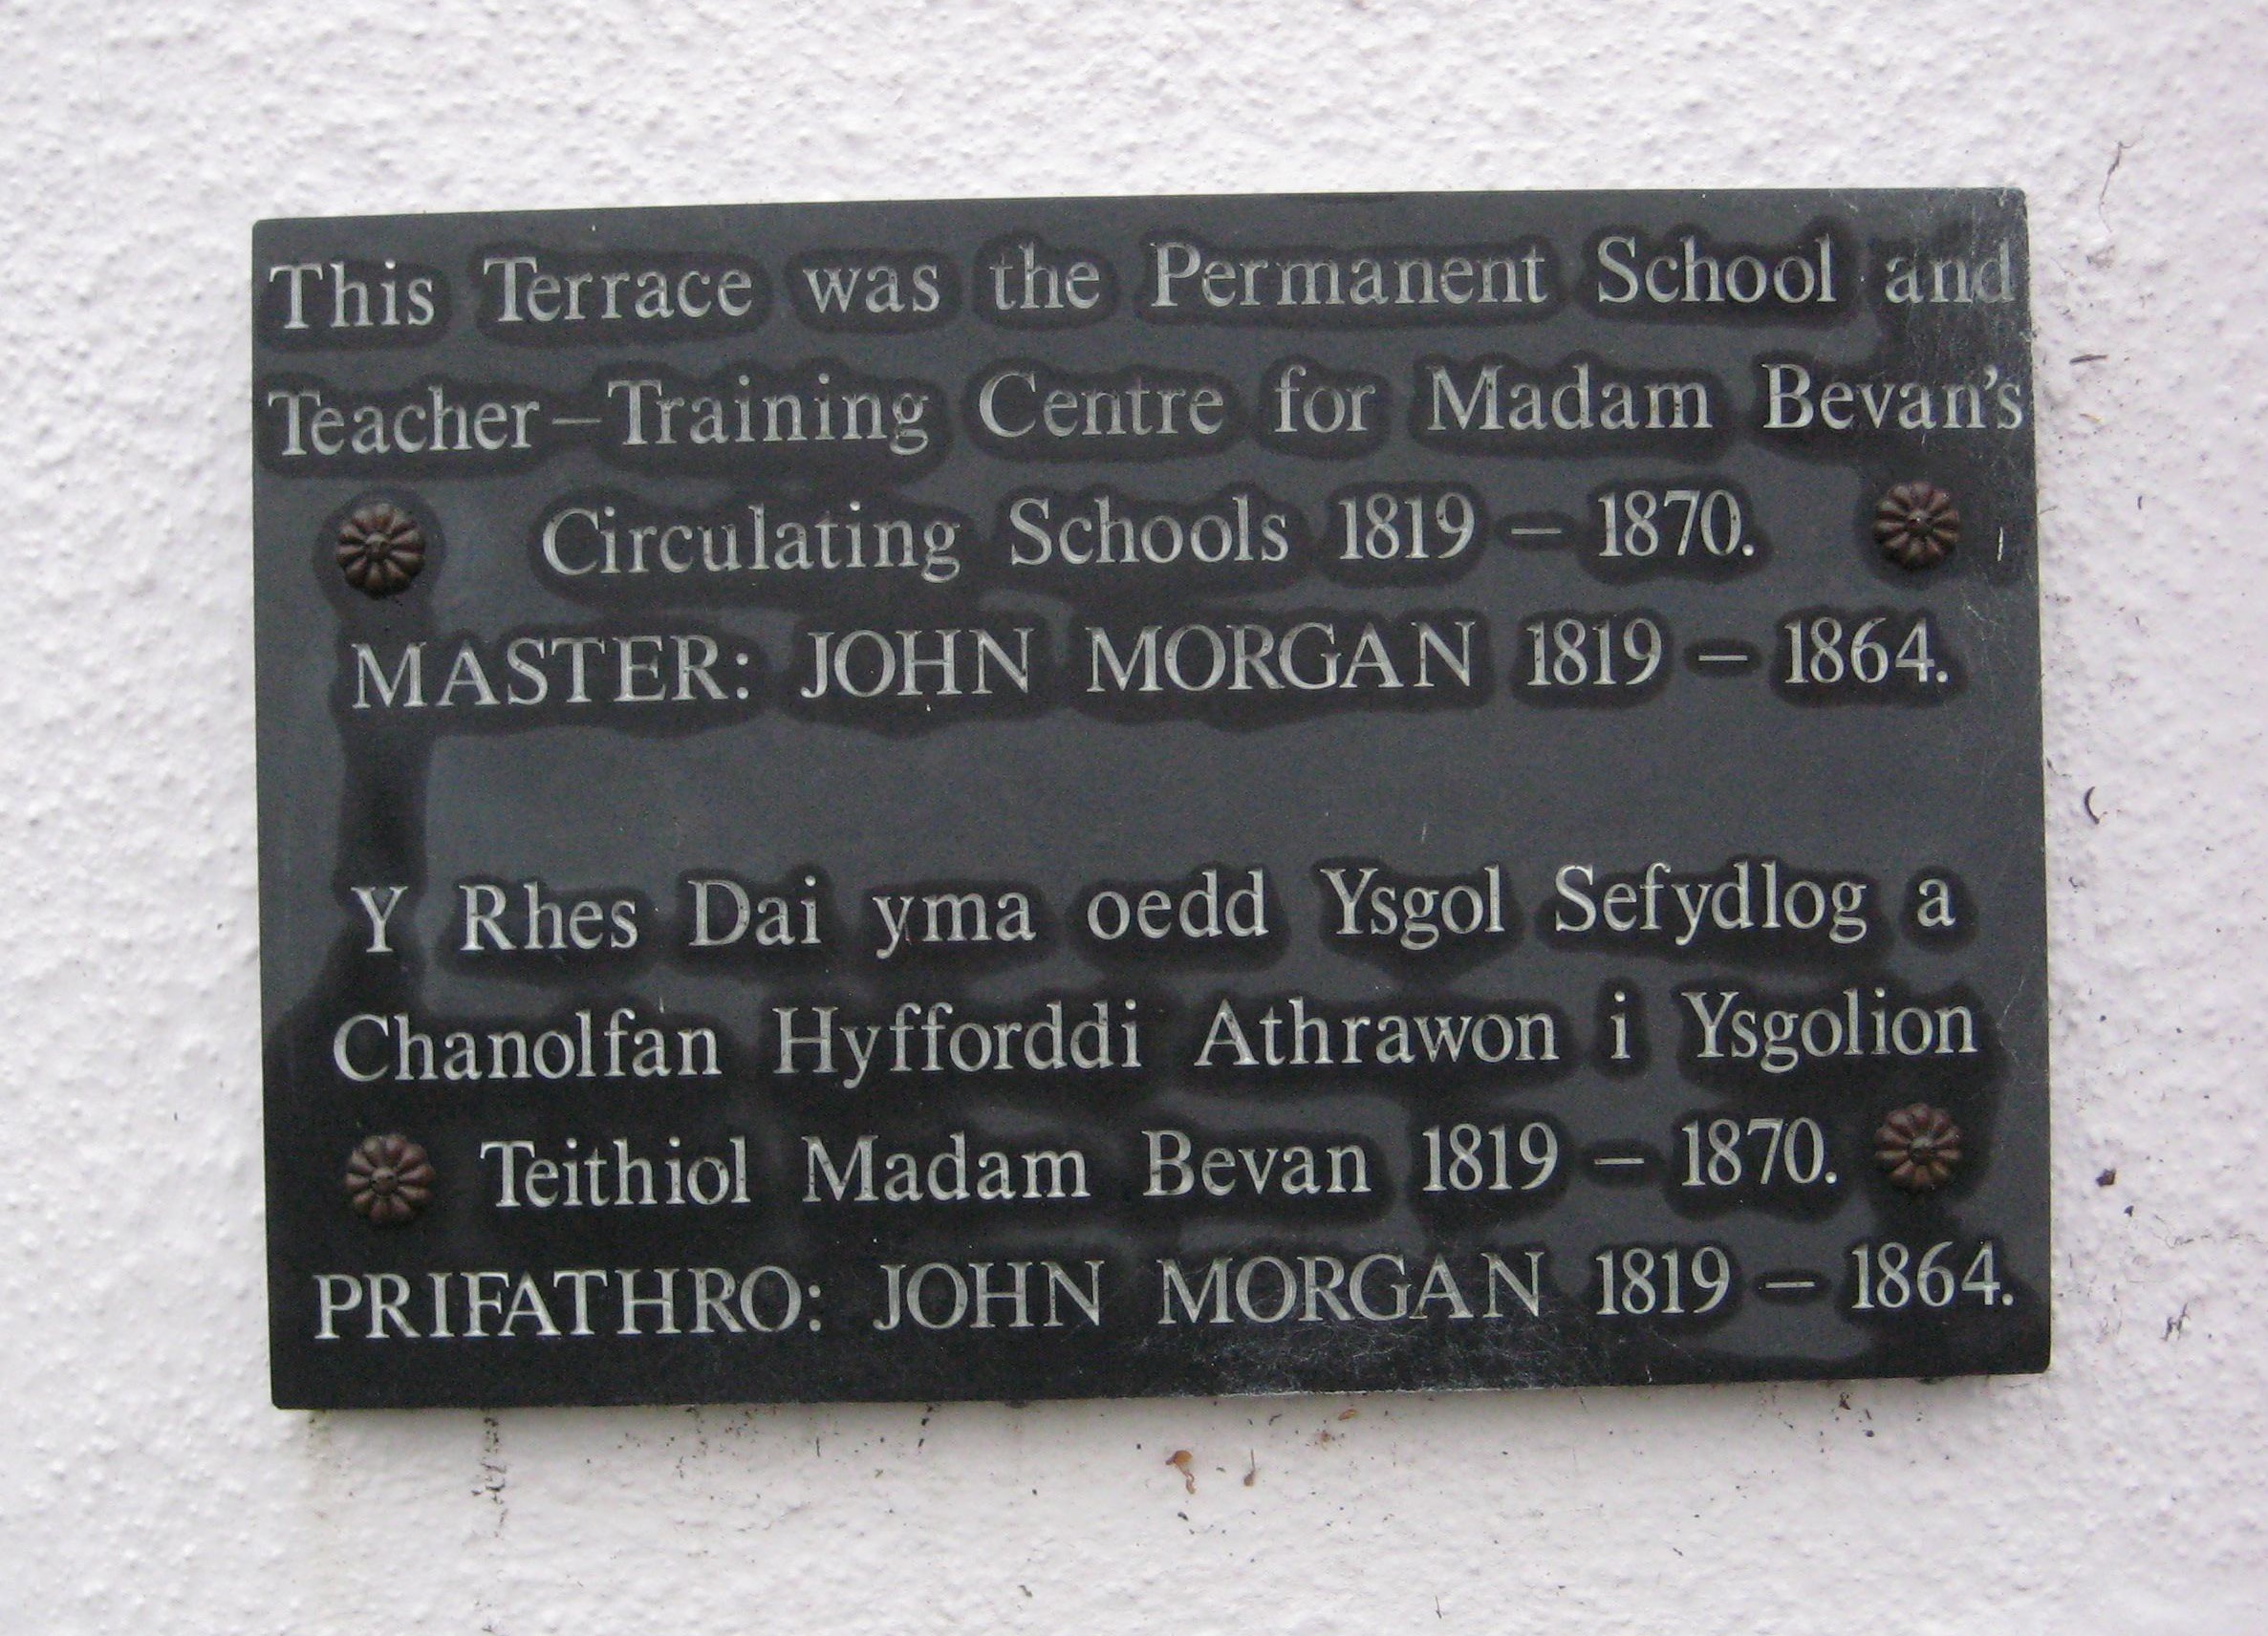 This Terrace was the Permanent School and
Teacher – Training Centre for Madam Bevan's
Circulating Schools 1819 – 1870.
MASTER: JOHN MORGAN 1819 – 1864.
Y Rhes Dai yma oedd Ysgol Sefydlog a
Chanolfan Hyfforddi Athrawon i Ysgolion
Teithiol Madam Bevan 1819 – 1870.
PRIFATHRO: JOHN MORGAN 1819 – 1864.